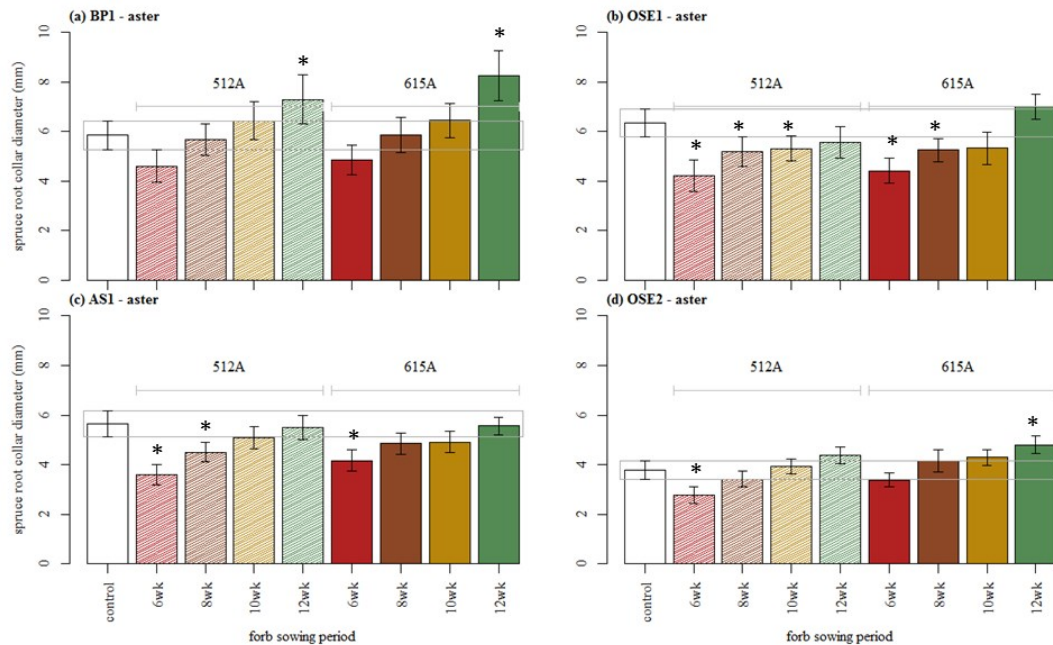 (a) BP1 - aster
(b) OSE1 - aster
spruce root collar diameter (mm)
0 2 4 6 8 10
512A
615A
*
*
0 2 4 6 8 10
512A
615A
*
*
*
*
*
(c) AS1 - aster
(d) OSE2 - aster
spruce root collar diameter (mm)
0 2 4 6 8 10
512A
615A
*
*
*
0 2 4 6 8 10
512A
615A
*
*
control
6wk
8wk
10wk
12wk
6wk
8wk
10wk
12wk
control
6wk
8wk
10wk
12wk
6wk
8wk
10wk
12wk
forb sowing period
forb sowing period